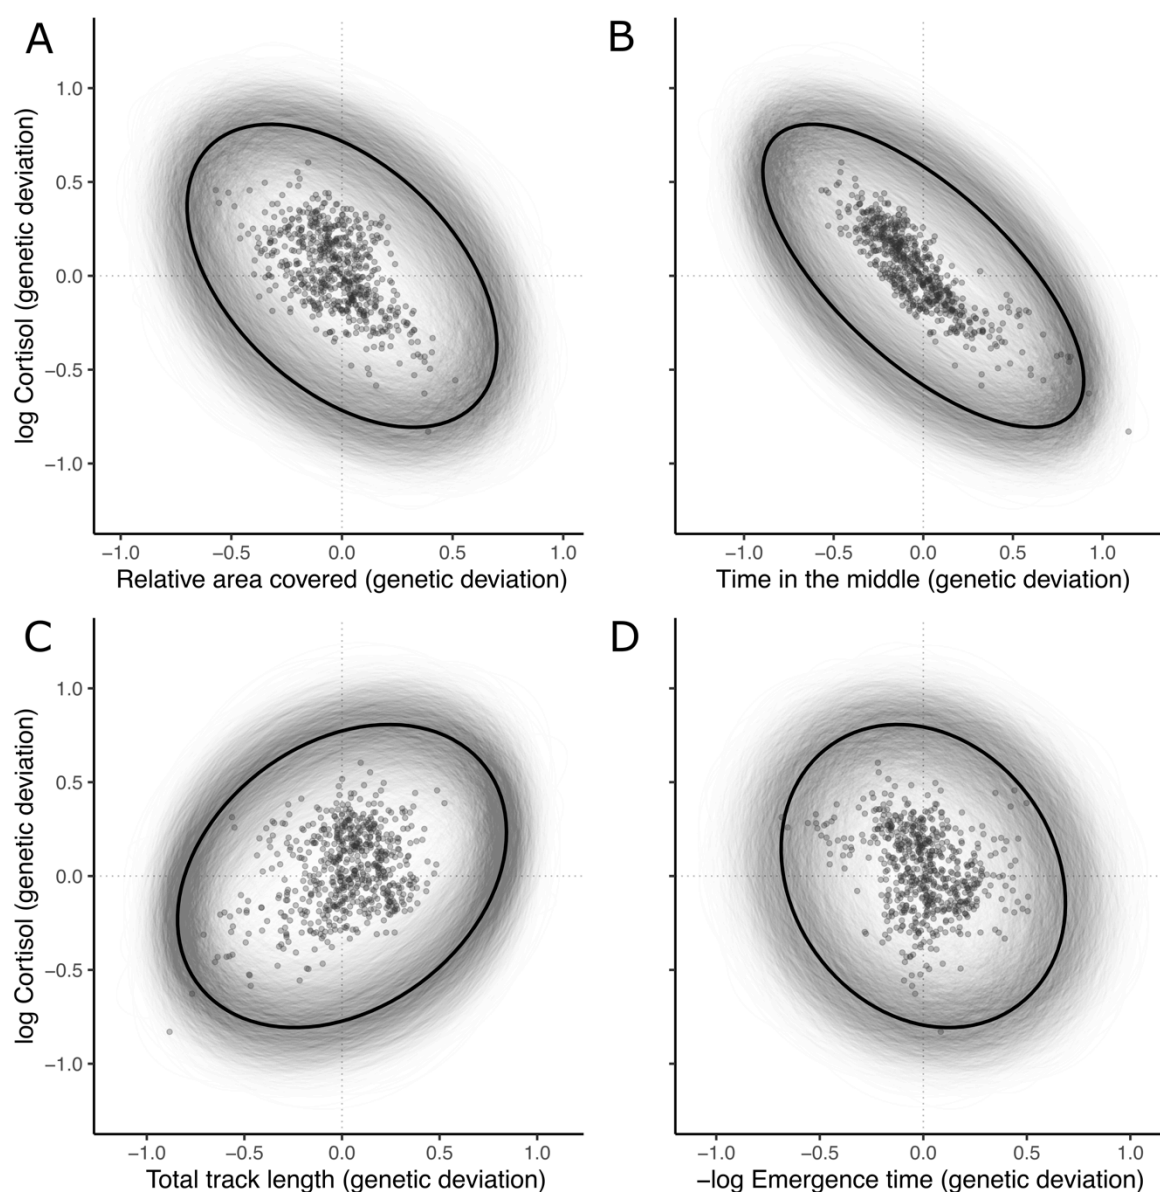 A
B
log Cortisol (genetic deviation)
1.0
0.5
0.0
−0.5
−1.0
−1.0 −0.5 0.0 0.5 1.0
−1.0 −0.5 0.0 0.5 1.0
Relative area covered (genetic deviation)
Time in the middle (genetic deviation)
C
D
log Cortisol (genetic deviation)
1.0
0.5
0.0
−0.5
−1.0
−1.0 −0.5 0.0 0.5 1.0
−1.0 −0.5 0.0 0.5 1.0
Total track length (genetic deviation)
−log Emergence time (genetic deviation)